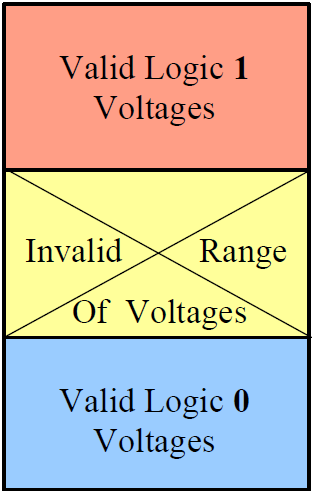 Valid Logic 1
Voltages
Invalid Range
Of Voltages
Valid Logic 0
Voltages